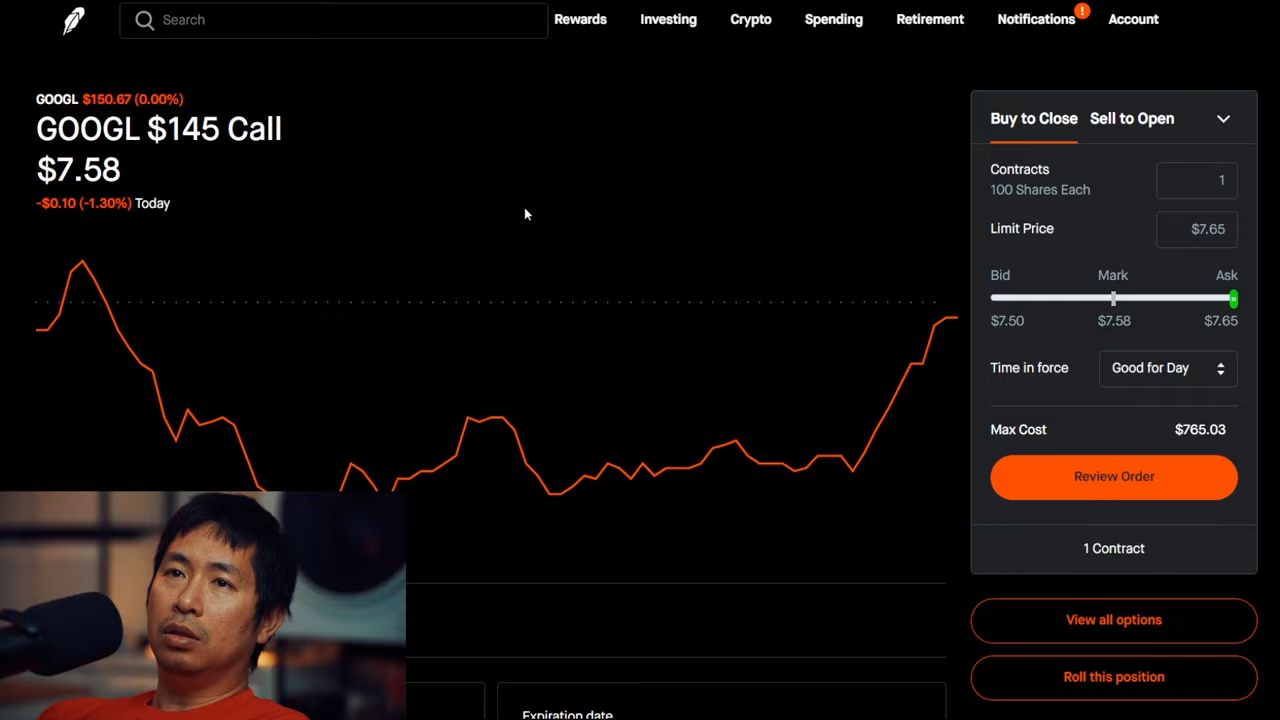 Search
Rewards
Investing
Crypto
Spending
Retirement
Notifications
!
Account
GOOGL $150.67 (0.00%)
GOOGL $145 Call
$7.58
-$0.10 (-1.30%) Today
Buy to Close
Sell to Open
Contracts
1
100 Shares Each
Limit Price
$7.65
Bid
Mark
Ask
$7.50
$7.58
$7.65
Time in force
Good for Day
Max Cost
$765.03
Review Order
1 Contract
View all options
Roll this position
Expiration date